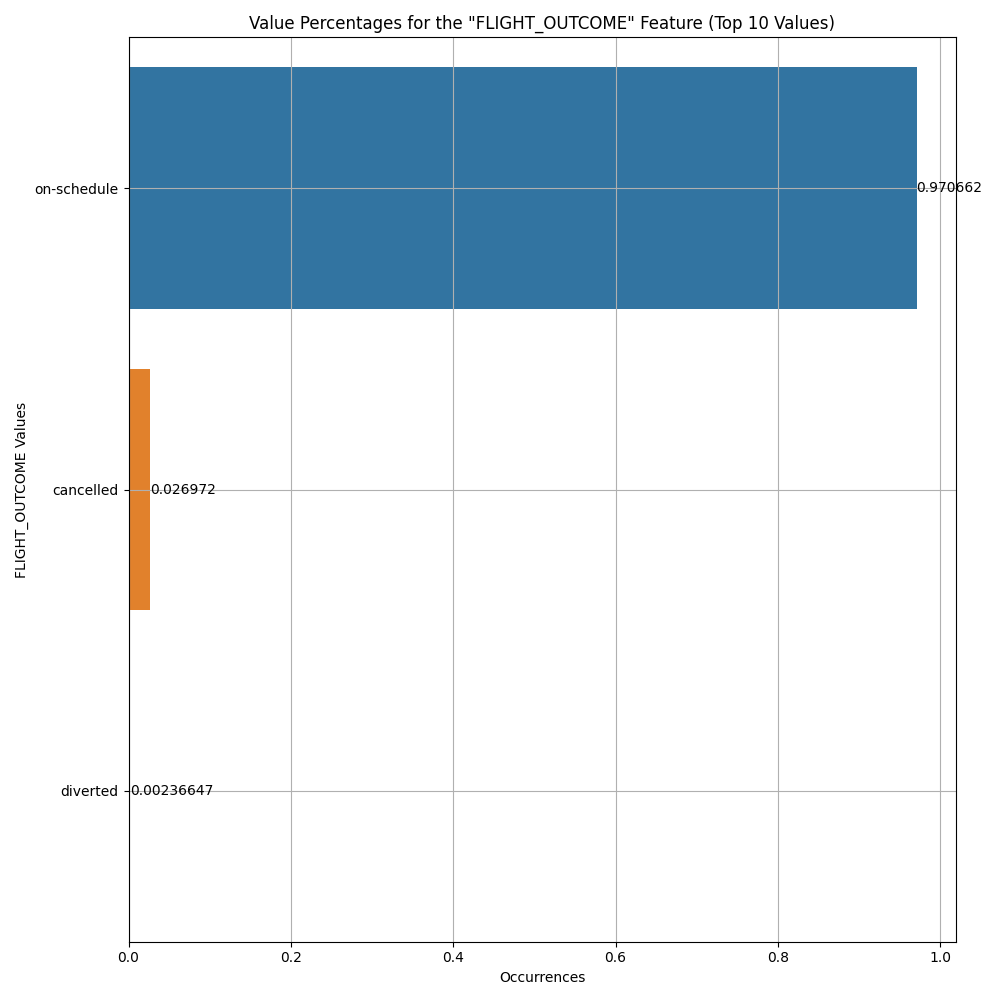 Value Percentages for the "FLIGHT_OUTCOME" Feature (Top 10 Values)
on-schedule
0.970662
cancelled
0.026972
diverted
0.00236647
FLIGHT_OUTCOME Values
0.0 0.2 0.4 0.6 0.8 1.0
Occurrences